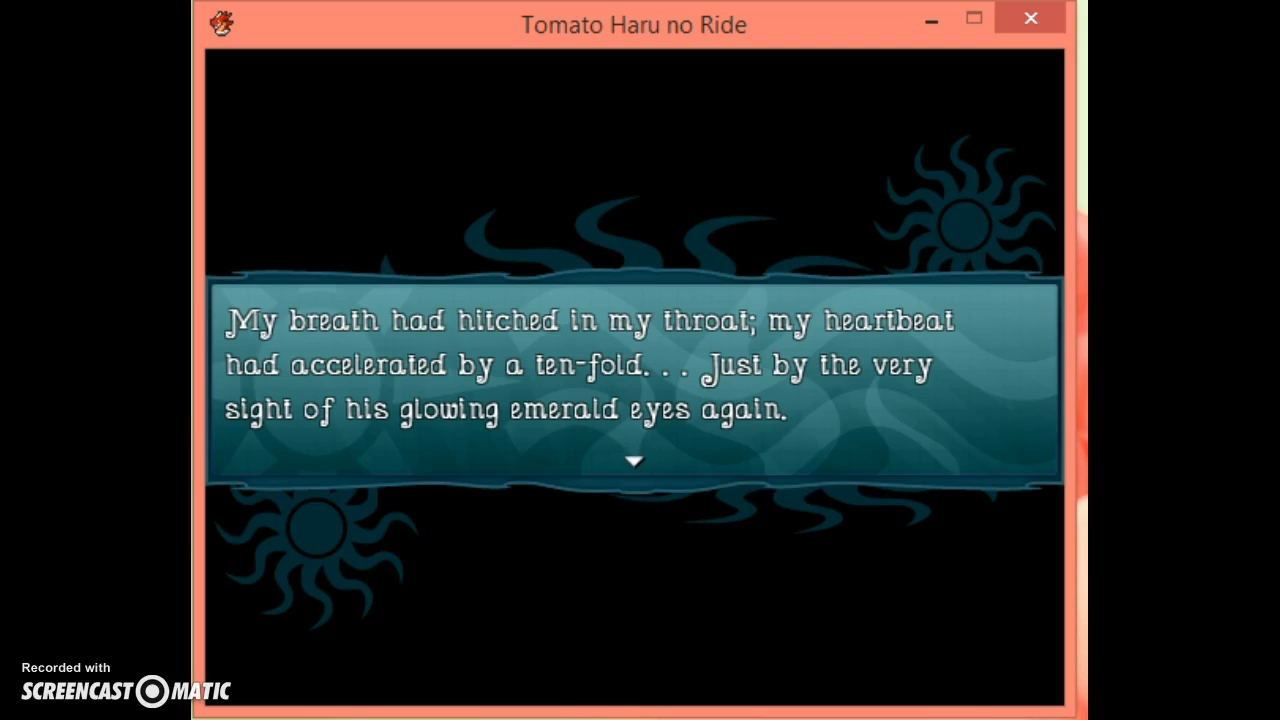 Tomato Haru no Ride
My breath had hitched in my throat; my heartbeat
had accelerated by a ten-fold. . . Just by the very
sight of his glowing emerald eyes again.
Recorded with
SCREENCAST MATIC